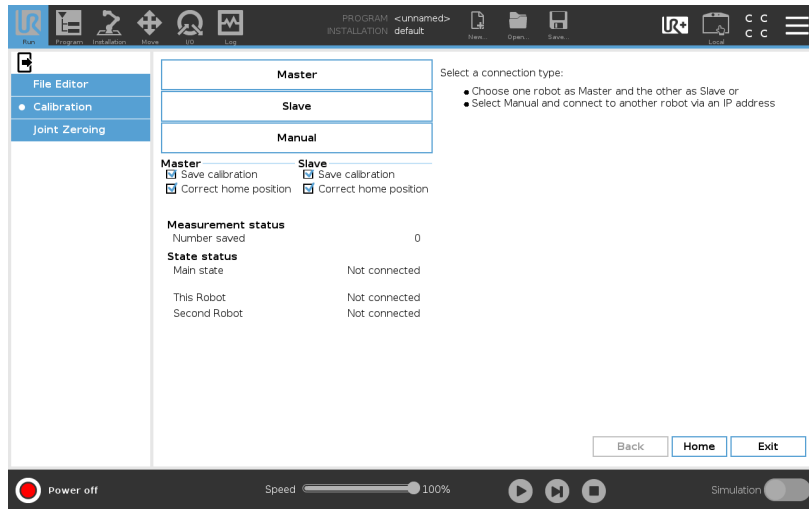 UR
PROGRAM <unnamed>
INSTALLATION default
UR+
C C
C C
Run
Program
Installation
Move
I/O
Log
New...
Open...
Save...
Local
File Editor
Calibration
Joint Zeroing
Master
Slave
Manual
Master Slave
Save calibration Save calibration
Correct home position Correct home position
Measurement status
Number saved 0
State status
Main state Not connected
This Robot Not connected
Second Robot Not connected
Select a connection type:
● Choose one robot as Master and the other as Slave or
● Select Manual and connect to another robot via an IP address
Back Home Exit
Power off Speed 100% Simulation